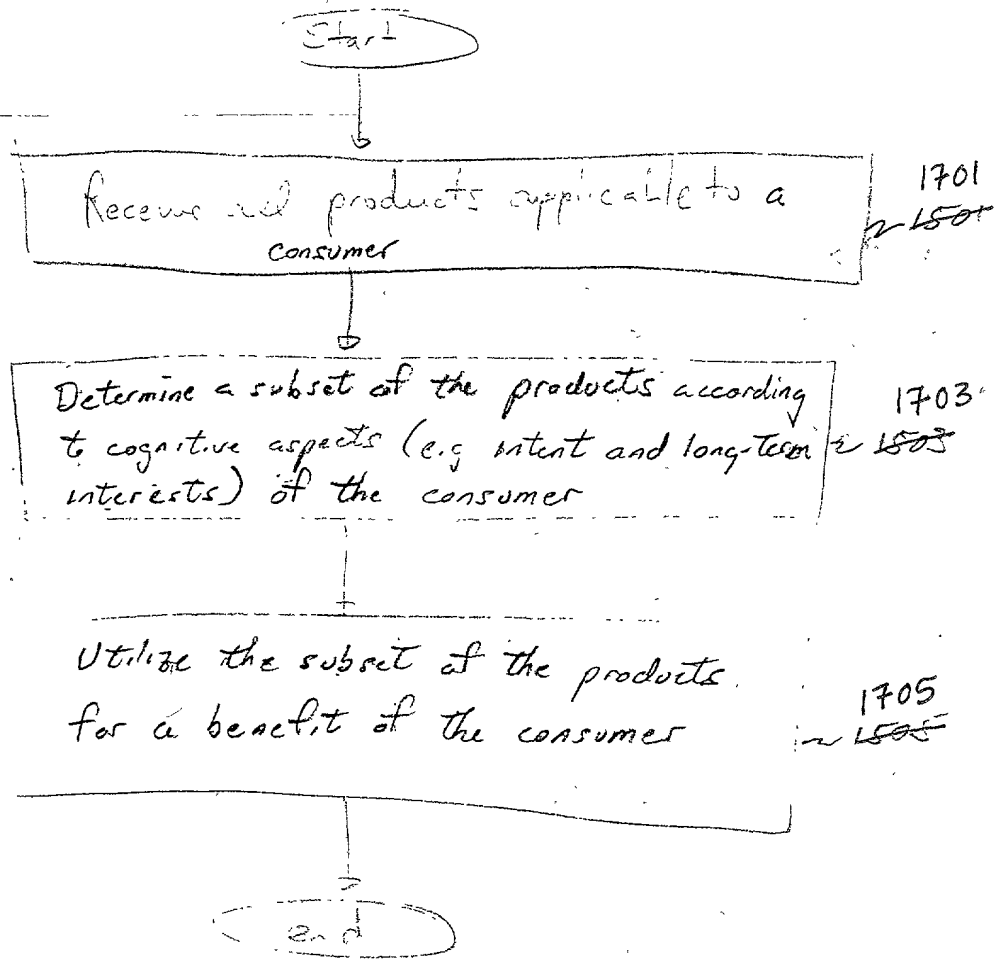 Start
products applicable to a
consumer
1701
1501
Determine a subset of the products according
to cognitive aspects (e.g intent and long-term
interests) of the consumer
1703
1503
Utilize the subset of the products
for a benefit of the consumer
1705
1505
end